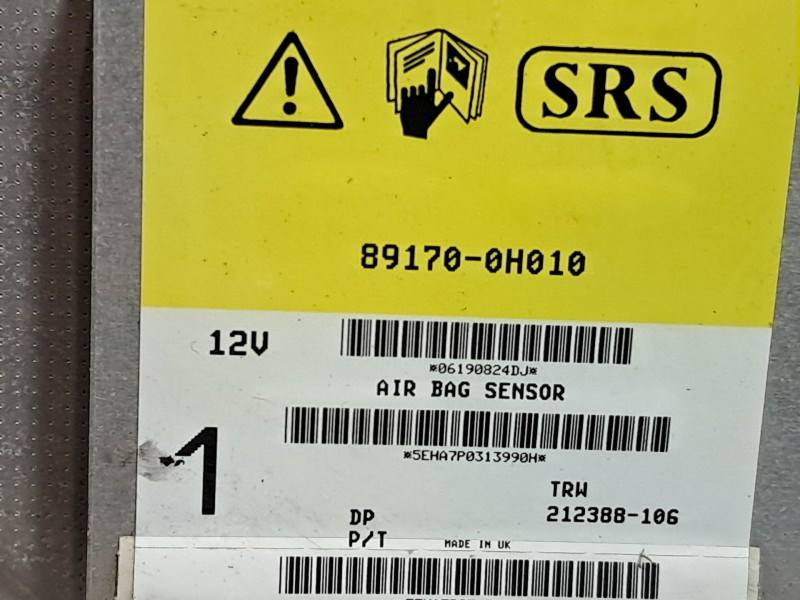 SRS
89170-0H010
12V
*06190824DJ*
AIR BAG SENSOR
*5EHA7P0313990H*
1
TRW
DP 212388-106
P/T MADE IN UK